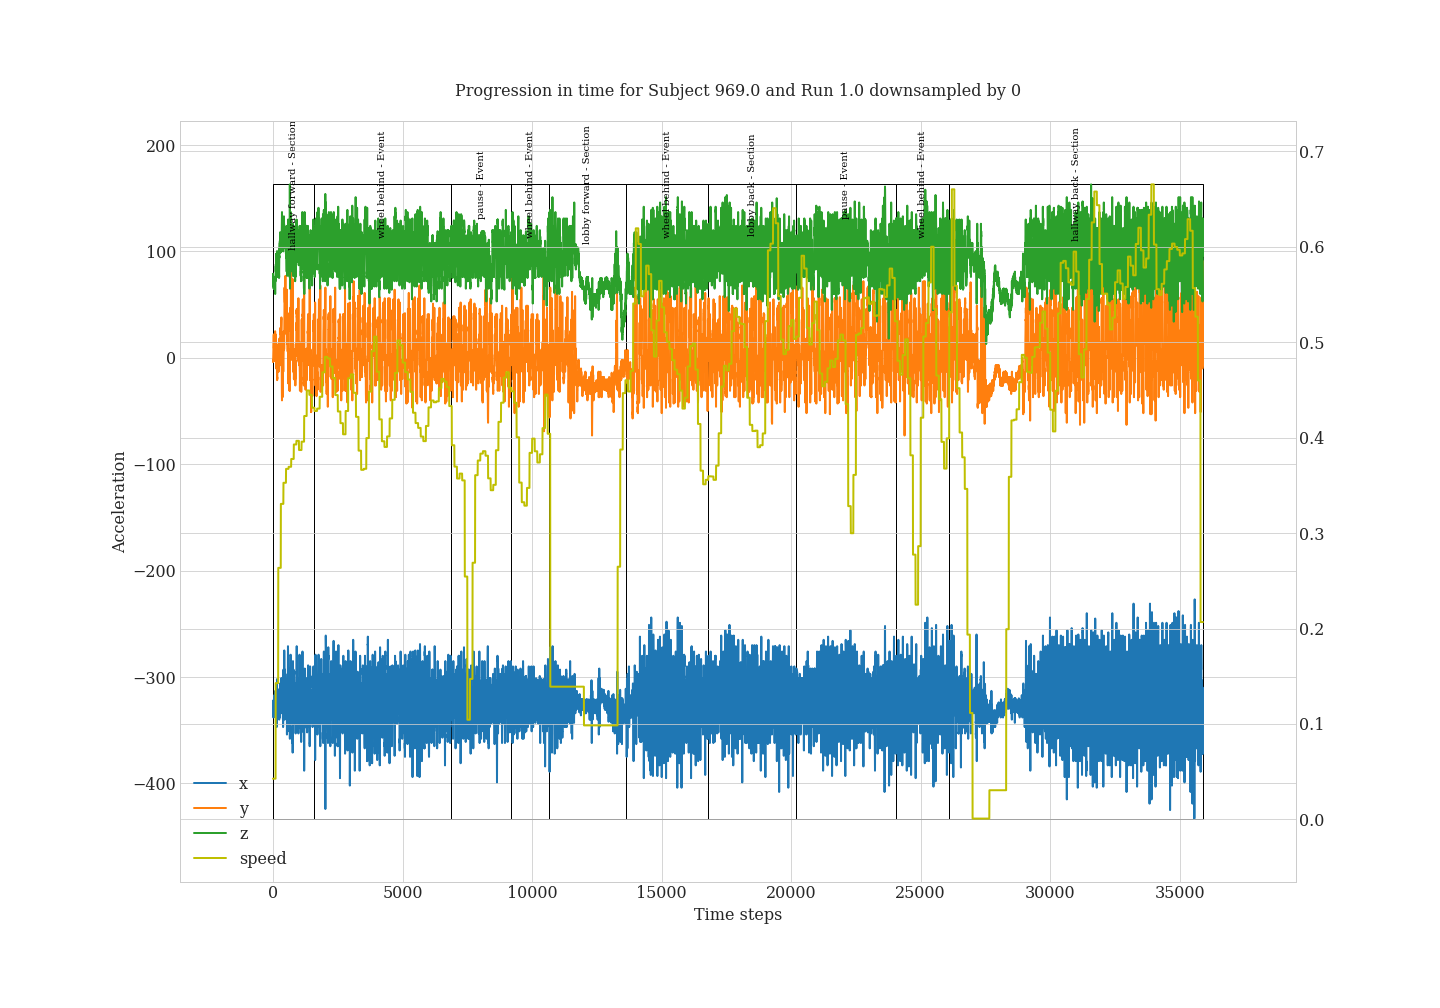 Progression in time for Subject 969.0 and Run 1.0 downsampled by 0
hallway forward - Section
wheel behind - Event
pause - Event
wheel behind - Event
lobby forward - Section
wheel behind - Event
lobby back - Section
pause - Event
wheel behind - Event
hallway back - Section
200
100
0
−100
−200
−300
−400
Acceleration
0.7
0.6
0.5
0.4
0.3
0.2
0.1
0.0
x
y
z
speed
0 5000 10000 15000 20000 25000 30000 35000
Time steps